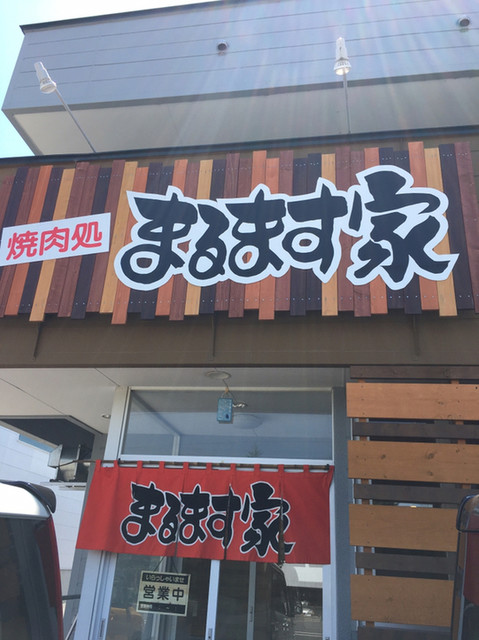 焼肉処
まるます家
まるます家
いらっしゃいませ
営業中